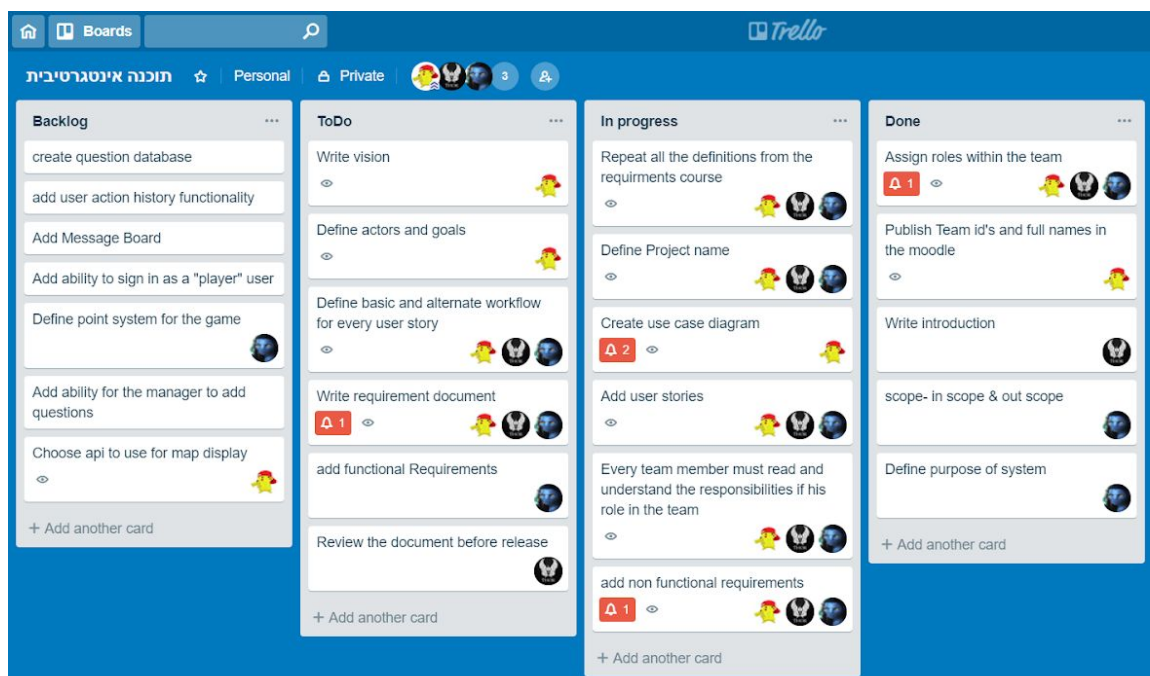 Boards
Trello
תוכנה אינטגרטיבית
Personal
Private
3
Backlog
create question database
add user action history functionality
Add Message Board
Add ability to sign in as a "player" user
Define point system for the game
Add ability for the manager to add
questions
Choose api to use for map display
+ Add another card
ToDo
Write vision
Define actors and goals
Define basic and alternate workflow
for every user story
Write requirement document
1
add functional Requirements
Review the document before release
+ Add another card
In progress
Repeat all the definitions from the
requirments course
Define Project name
Create use case diagram
2
Add user stories
Every team member must read and
understand the responsibilities if his
role in the team
add non functional requirements
1
+ Add another card
Done
Assign roles within the team
1
Publish Team id's and full names in
the moodle
Write introduction
scope- in scope & out scope
Define purpose of system
+ Add another card